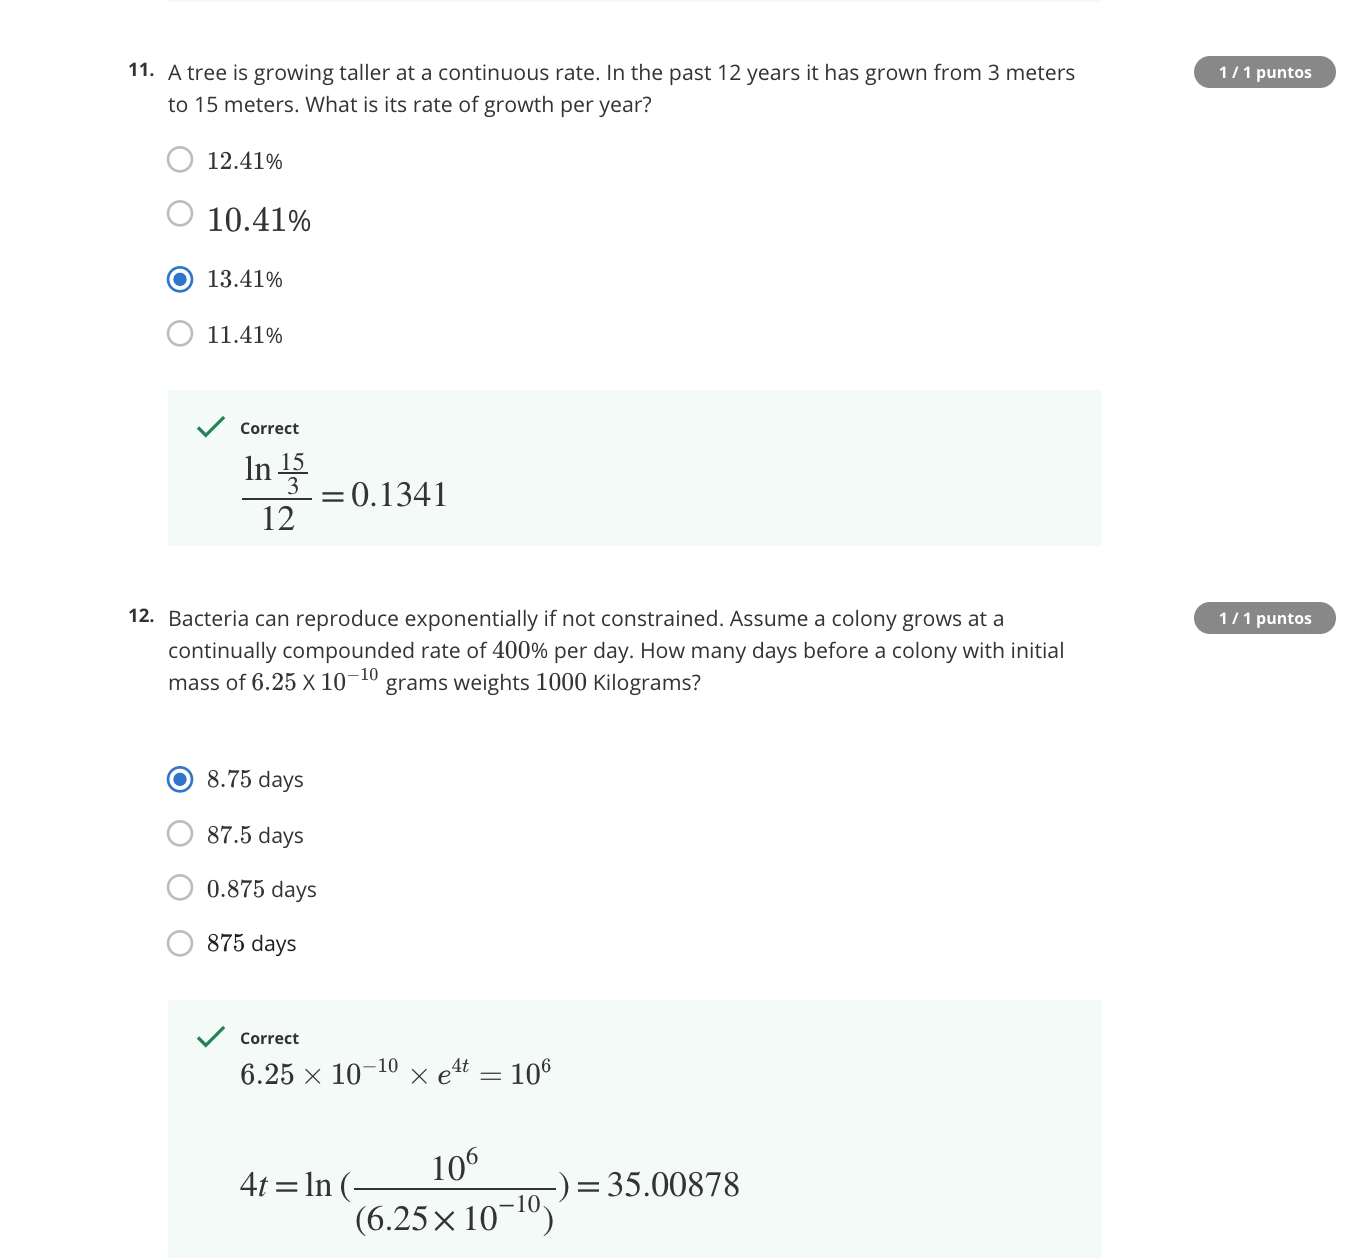 11. A tree is growing taller at a continuous rate. In the past 12 years it has grown from 3 meters
to 15 meters. What is its rate of growth per year?
1 / 1 puntos
12.41%
10.41%
13.41%
11.41%
Correct
ln 15/3 / 12 = 0.1341
12. Bacteria can reproduce exponentially if not constrained. Assume a colony grows at a
continually compounded rate of 400% per day. How many days before a colony with initial
mass of 6.25 X 10^−10 grams weights 1000 Kilograms?
1 / 1 puntos
8.75 days
87.5 days
0.875 days
875 days
Correct
6.25 × 10^−10 × e^4t = 10^6
4t = ln (10^6 / (6.25 × 10^−10)) = 35.00878